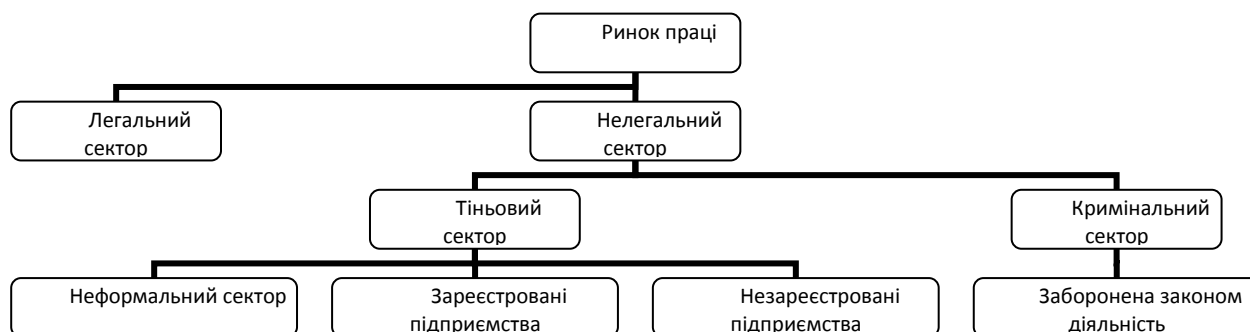 Ринок праці
Легальний
сектор
Нелегальний
сектор
Тіньовий
сектор
Кримінальний
сектор
Неформальний сектор
Зареєстровані
підприємства
Незареєстровані
підприємства
Заборонена законом
діяльність